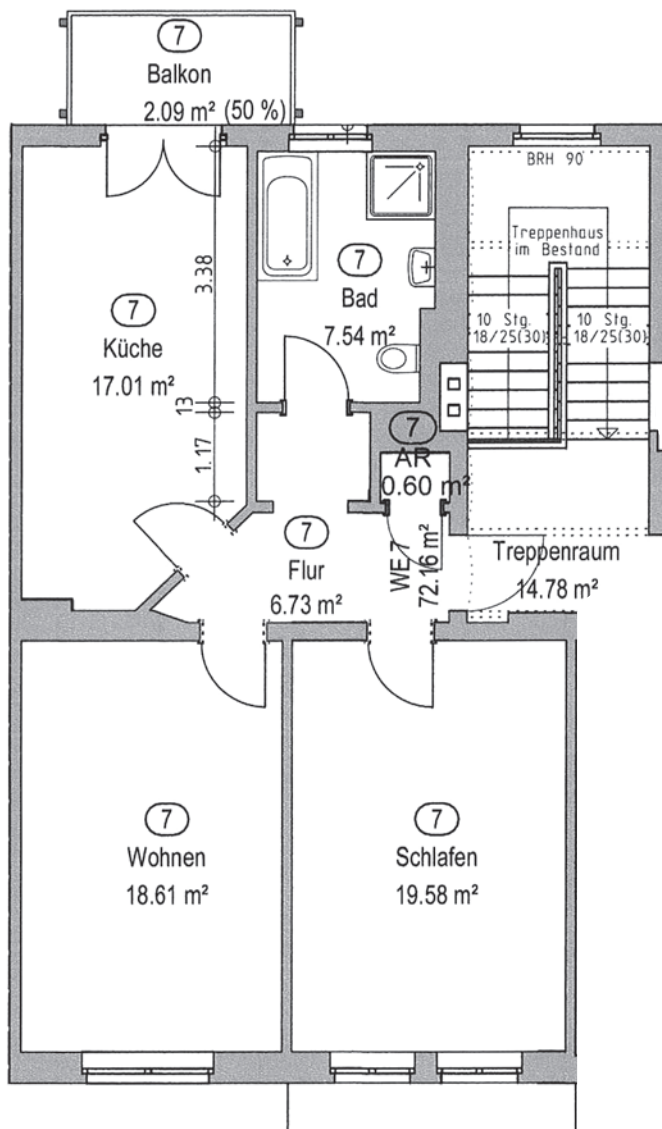 7
Balkon
2.09 m² (50 %)
BRH 90
Treppenhaus
im Bestand
3.38
7
Bad
7.54 m²
7
Küche
17.01 m²
10 Stg.
18/25(30)
10 Stg.
18/25(30)
13
1.17
7
AR
0.60 m²
7
Flur
6.73 m²
WE 7
72.16 m²
Treppenraum
14.78 m²
7
Wohnen
18.61 m²
7
Schlafen
19.58 m²